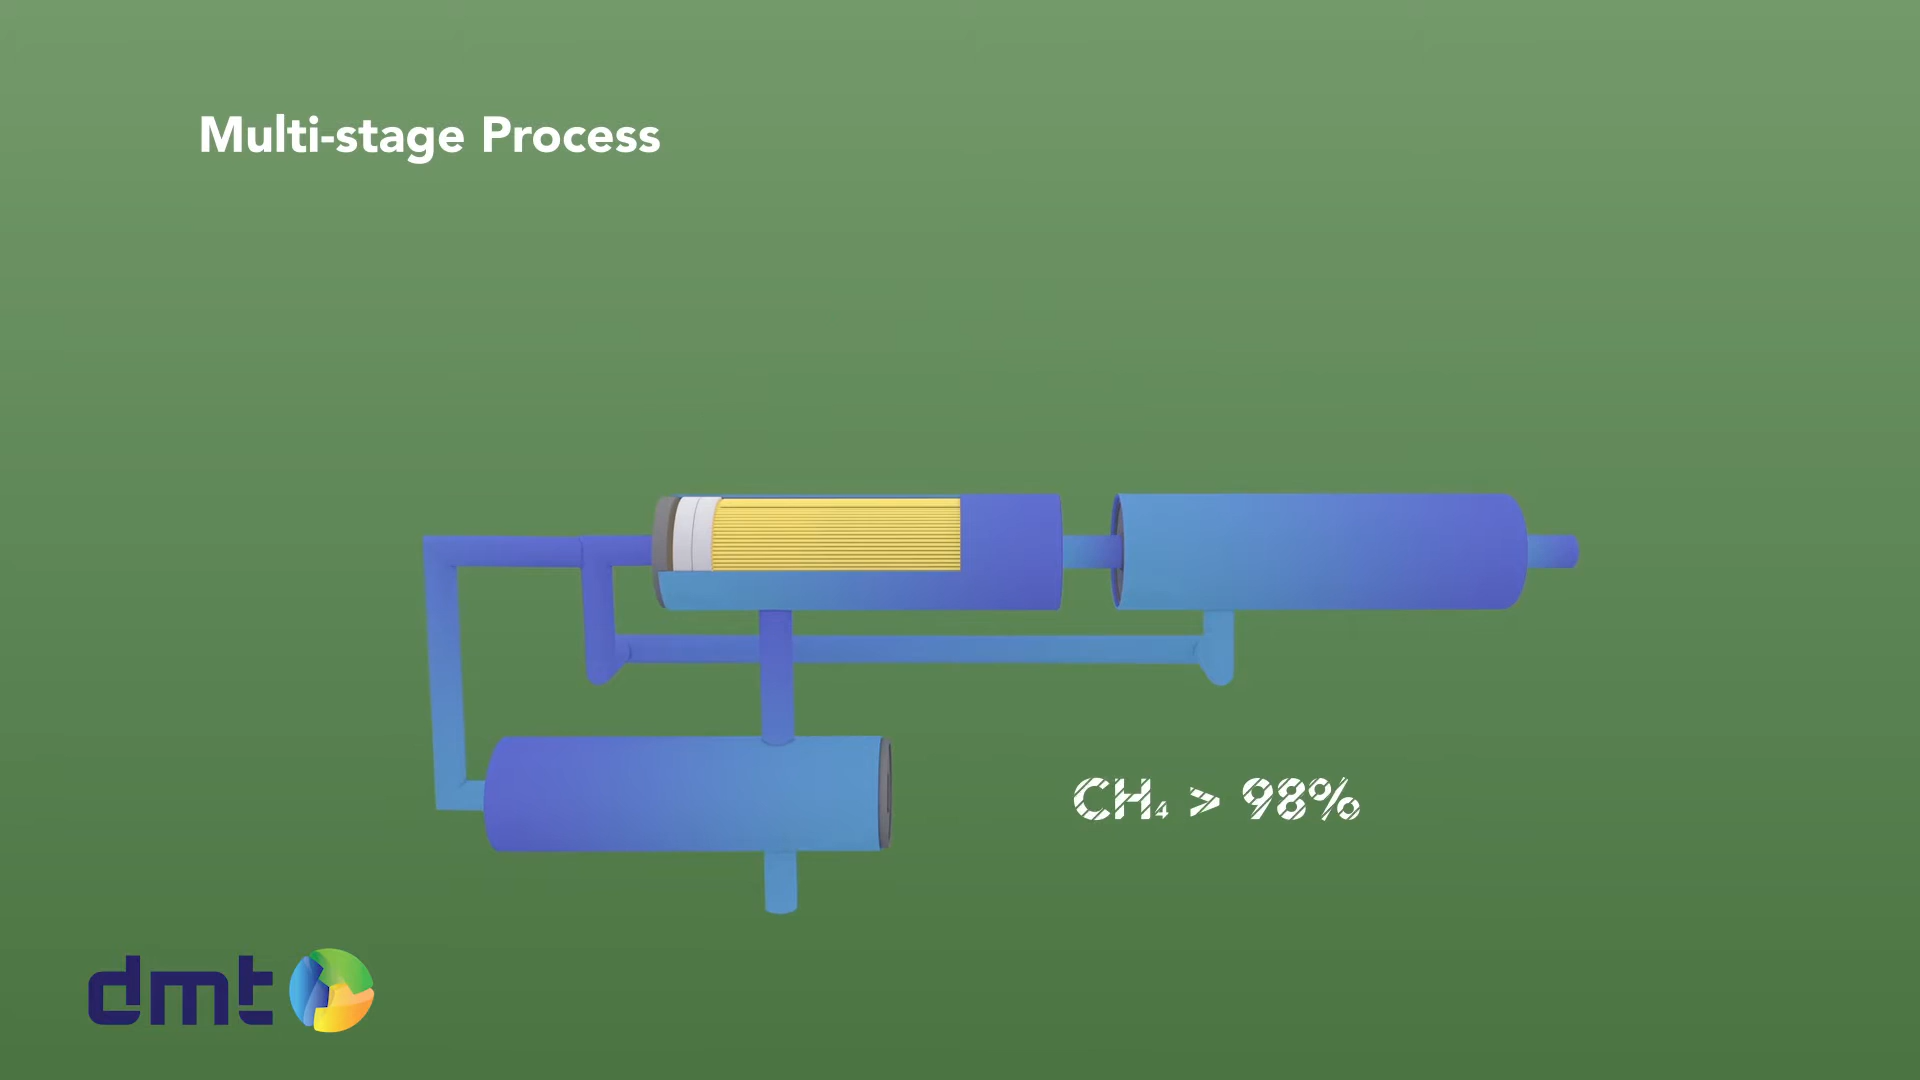 Multi-stage Process
CH₄ > 98%
dmt